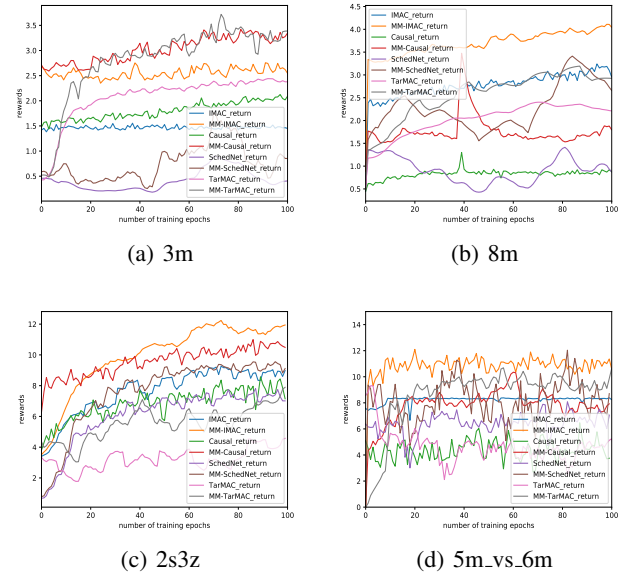 3.5
3.0
2.5
2.0
1.5
1.0
0.5
rewards
0 20 40 60 80 100
number of training epochs
IMAC_return
MM-IMAC_return
Causal_return
MM-Causal_return
SchedNet_return
MM-SchedNet_return
TarMAC_return
MM-TarMAC_return
(a) 3m
4.5
4.0
3.5
3.0
2.5
2.0
1.5
1.0
0.5
rewards
0 20 40 60 80 100
number of training epochs
IMAC_return
MM-IMAC_return
Causal_return
MM-Causal_return
SchedNet_return
MM-SchedNet_return
TarMAC_return
MM-TarMAC_return
(b) 8m
12
10
8
6
4
2
rewards
0 20 40 60 80 100
number of training epochs
IMAC_return
MM-IMAC_return
Causal_return
MM-Causal_return
SchedNet_return
MM-SchedNet_return
TarMAC_return
MM-TarMAC_return
(c) 2s3z
14
12
10
8
6
4
2
0
rewards
0 20 40 60 80 100
number of training epochs
IMAC_return
MM-IMAC_return
Causal_return
MM-Causal_return
SchedNet_return
MM-SchedNet_return
TarMAC_return
MM-TarMAC_return
(d) 5m_vs_6m